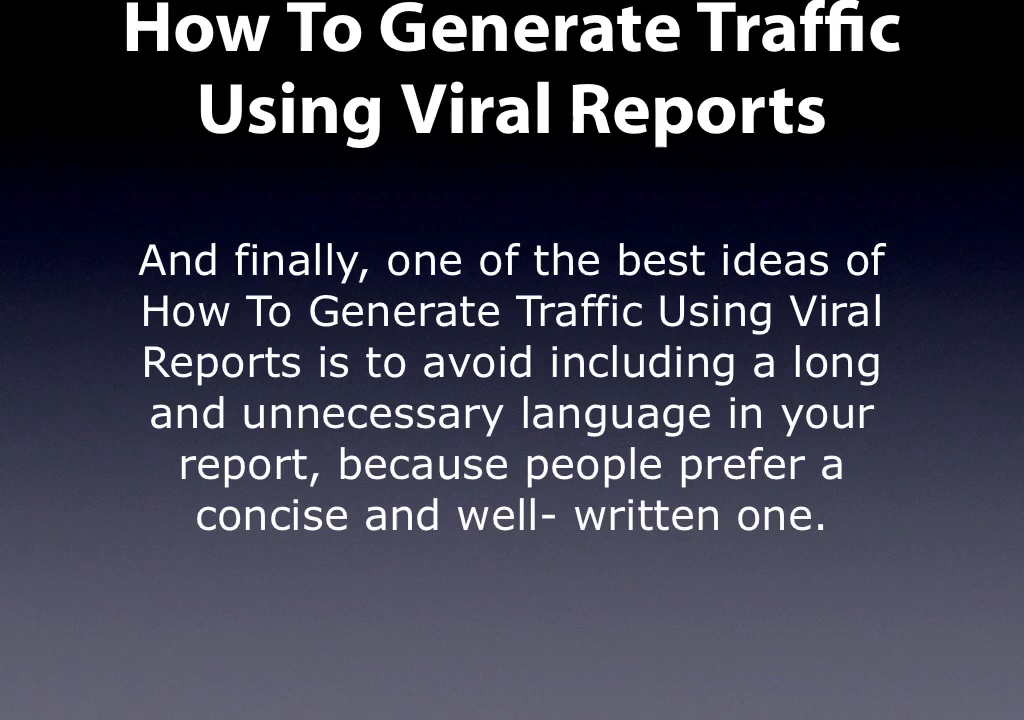 How To Generate Traffic
Using Viral Reports
And finally, one of the best ideas of
How To Generate Traffic Using Viral
Reports is to avoid including a long
and unnecessary language in your
report, because people prefer a
concise and well- written one.